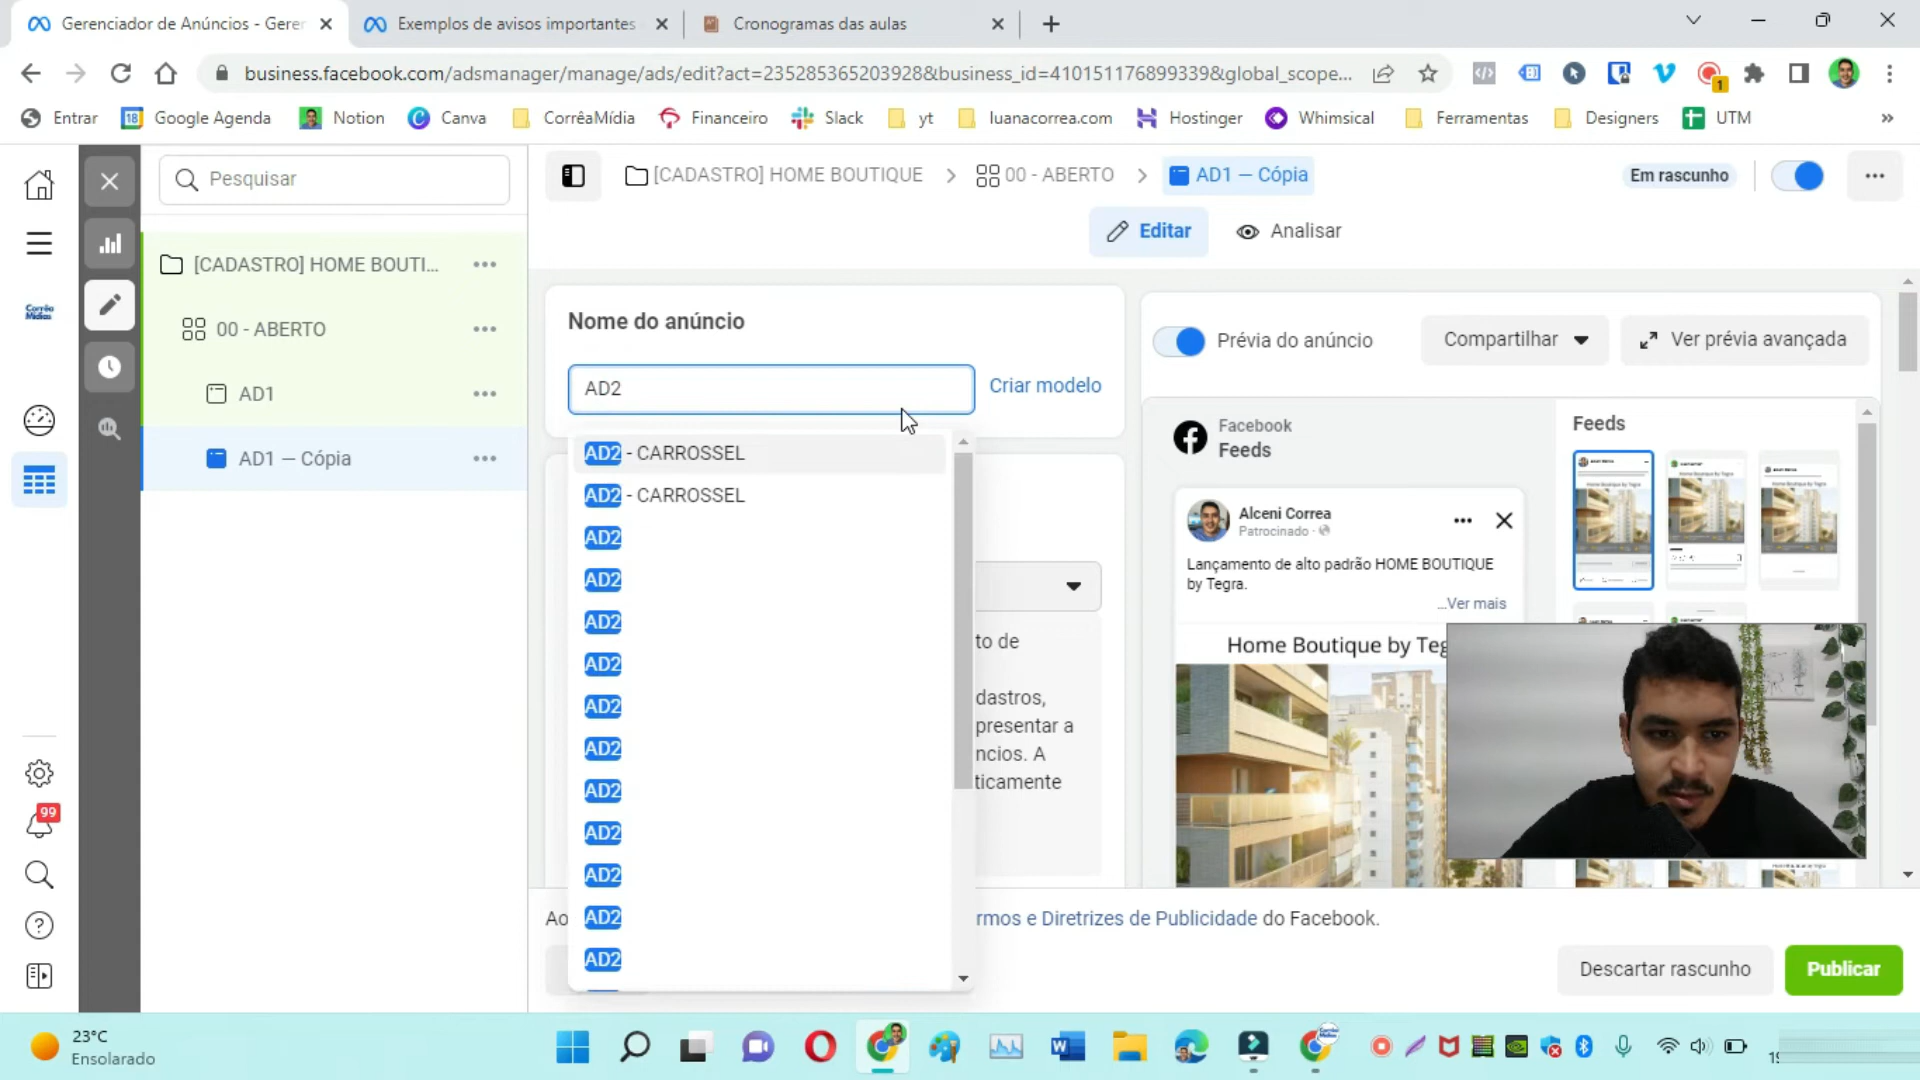 Gerenciador de Anúncios - Geren
Exemplos de avisos importantes
Cronogramas das aulas
business.facebook.com/adsmanager/manage/ads/edit?act=235285365203928&business_id=410151176899339&global_scope...
1
Entrar
18
Google Agenda
Notion
Canva
CorrêaMídia
Financeiro
Slack
yt
luanacorrea.com
Hostinger
Whimsical
Ferramentas
Designers
UTM
»
Pesquisar
[CADASTRO] HOME BOUTIQUE
00 - ABERTO
AD1 — Cópia
Em rascunho
Editar
Analisar
[CADASTRO] HOME BOUTI...
00 - ABERTO
AD1
AD1 — Cópia
Corrêa
Mídias
99
Nome do anúncio
AD2
Criar modelo
AD2 - CARROSSEL
AD2 - CARROSSEL
AD2
AD2
AD2
AD2
AD2
AD2
AD2
AD2
AD2
AD2
AD2
to de
dastros,
presentar a
ncios. A
ticamente
Prévia do anúncio
Compartilhar
Ver prévia avançada
Facebook
Feeds
Feeds
Alceni Correa
Patrocinado ·
Lançamento de alto padrão HOME BOUTIQUE
by Tegra.
...Ver mais
Home Boutique by Teg
Ao
rmos e Diretrizes de Publicidade do Facebook.
Descartar rascunho
Publicar
23°C
Ensolarado